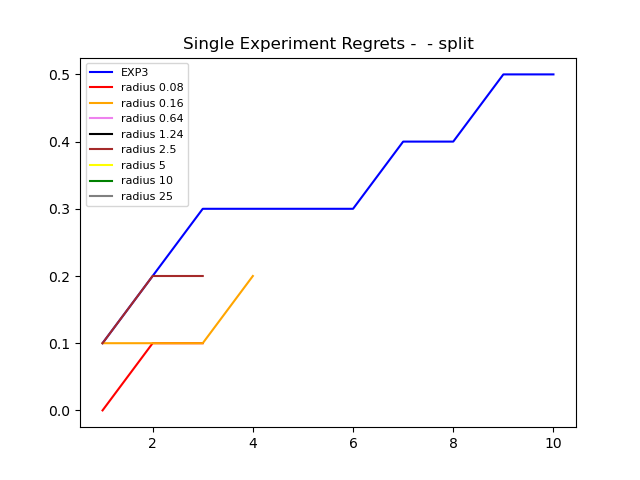 Single Experiment Regrets -  - split
EXP3
radius 0.08
radius 0.16
radius 0.64
radius 1.24
radius 2.5
radius 5
radius 10
radius 25
0.5
0.4
0.3
0.2
0.1
0.0
2 4 6 8 10